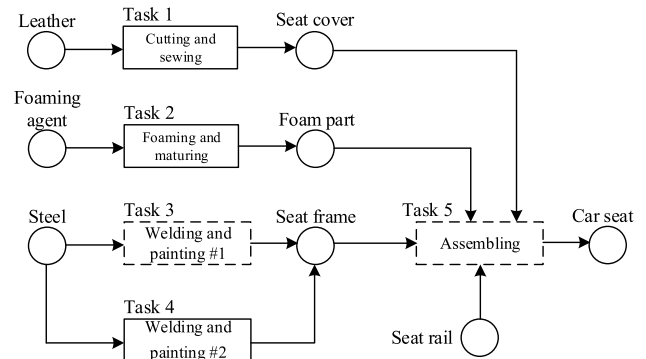 Leather
Task 1
Cutting and
sewing
Seat cover
Foaming
agent
Task 2
Foaming and
maturing
Foam part
Steel
Task 3
Welding and
painting #1
Seat frame
Task 5
Assembling
Car seat
Task 4
Welding and
painting #2
Seat rail